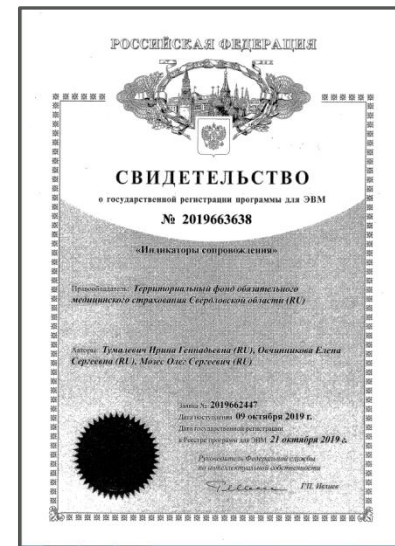 РОССИЙСКАЯ ФЕДЕРАЦИЯ
СВИДЕТЕЛЬСТВО
о государственной регистрации программы для ЭВМ
№ 2019663638
«Индикаторы сопровождения»
Правообладатель: Территориальный фонд обязательного
медицинского страхования Свердловской области (RU)
Авторы: Тумалевич Ирина Геннадьевна (RU), Овчинникова Елена
Сергеевна (RU), Мозес Олег Сергеевич (RU)
Заявка № 2019662447
Дата поступления 09 октября 2019 г.
Дата государственной регистрации
в Реестре программ для ЭВМ 21 октября 2019 г.
Руководитель Федеральной службы
по интеллектуальной собственности
Г.П. Ивлиев